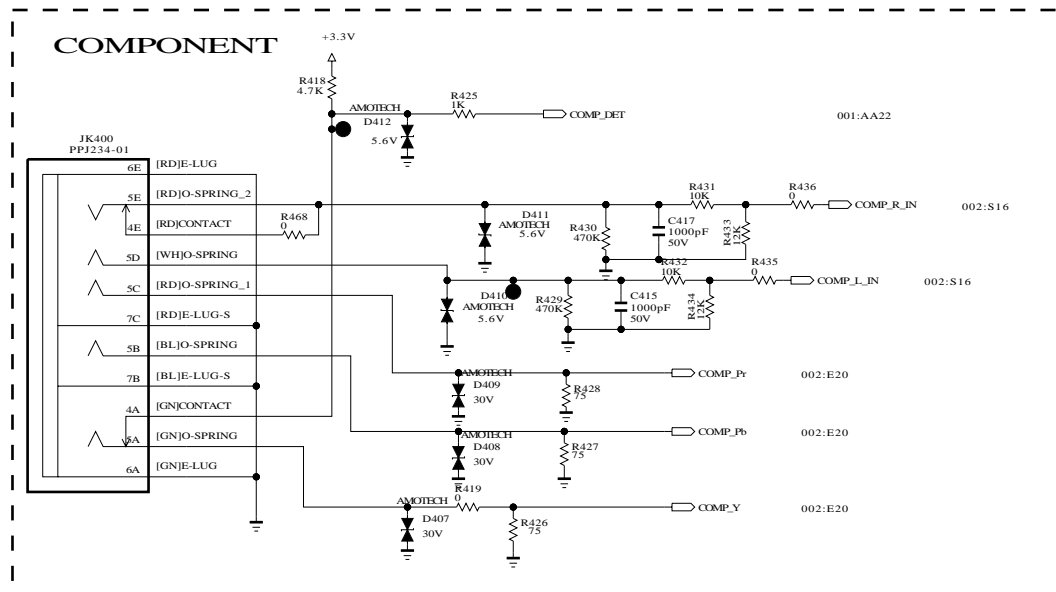 COMPONENT
+3.3V
R418
4.7K
AMOTECH
R425
1K
COMP_DET
001:AA22
D412
5.6V
JK400
PPJ234-01
6E [RD]E-LUG
5E [RD]O-SPRING_2
4E [RD]CONTACT
5D [WH]O-SPRING
5C [RD]O-SPRING_1
7C [RD]E-LUG-S
5B [BL]O-SPRING
7B [BL]E-LUG-S
4A [GN]CONTACT
5A [GN]O-SPRING
6A [GN]E-LUG
R468
0
D411
AMOTECH
5.6V
R430
470K
C417
1000pF
50V
R431
10K
R433
12K
R436
0
COMP_R_IN
002:S16
D410
AMOTECH
5.6V
R429
470K
C415
1000pF
50V
R432
10K
R434
12K
R435
0
COMP_L_IN
002:S16
AMOTECH
D409
30V
R428
75
COMP_Pr
002:E20
AMOTECH
D408
30V
R427
75
COMP_Pb
002:E20
AMOTECH
D407
30V
R419
0
R426
75
COMP_Y
002:E20